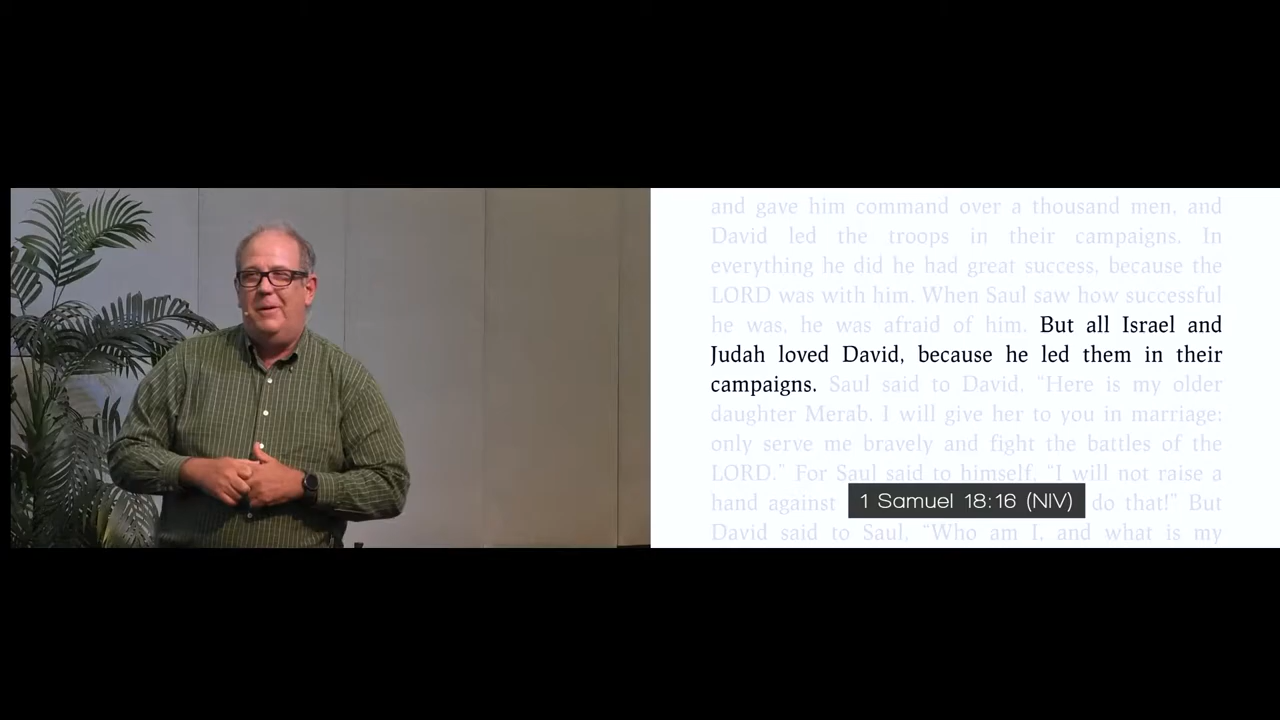 and gave him command over a thousand men, and
David led the troops in their campaigns. In
everything he did he had great success, because the
LORD was with him. When Saul saw how successful
he was, he was afraid of him. But all Israel and
Judah loved David, because he led them in their
campaigns. Saul said to David, “Here is my older
daughter Merab. I will give her to you in marriage;
only serve me bravely and fight the battles of the
LORD.” For Saul said to himself, “I will not raise a
hand against do that!” But
1 Samuel 18:16 (NIV)
David said to Saul, “Who am I, and what is my